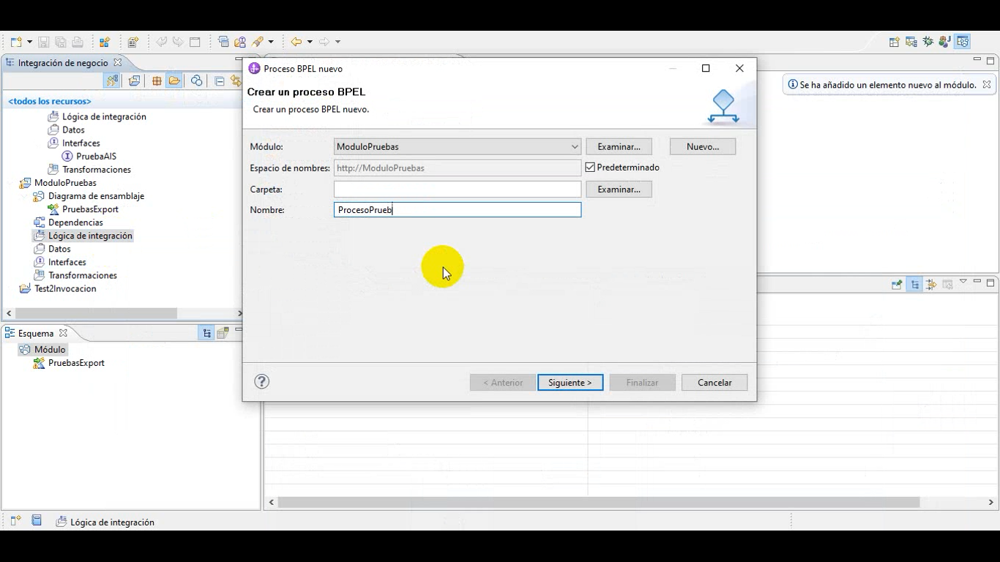 Integración de negocio
<todos los recursos>
Lógica de integración
Datos
Interfaces
PruebaAIS
Transformaciones
ModuloPruebas
Diagrama de ensamblaje
PruebasExport
Dependencias
Lógica de integración
Datos
Interfaces
Transformaciones
Test2Invocacion
Esquema
Módulo
PruebasExport
Lógica de integración
Proceso BPEL nuevo
Crear un proceso BPEL
Crear un proceso BPEL nuevo.
Módulo: ModuloPruebas Examinar... Nuevo...
Espacio de nombres: http://ModuloPruebas Predeterminado
Carpeta: Examinar...
Nombre: ProcesoPrueb
< Anterior Siguiente > Finalizar Cancelar
Se ha añadido un elemento nuevo al módulo.